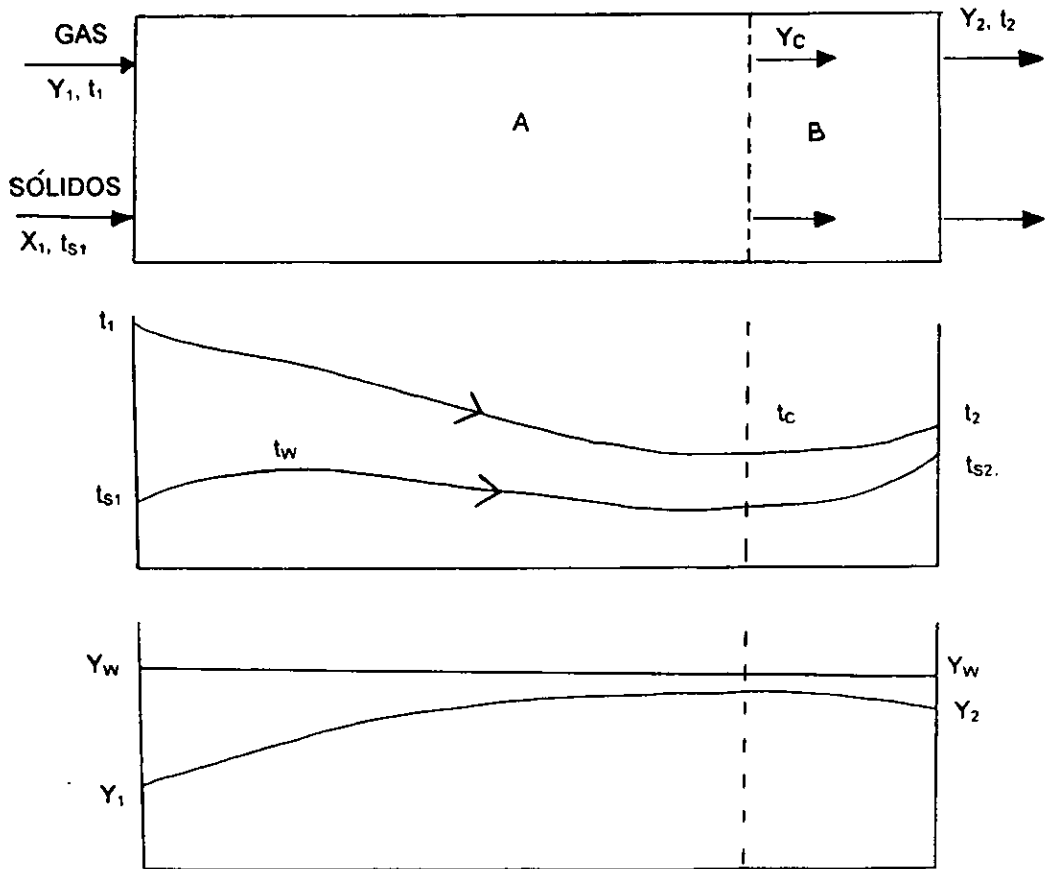 GAS
Y₁, t₁
Y_C
Y₂, t₂
A
B
SÓLIDOS
X₁, t_S1
t₁
t_C
t₂
t_W
t_S1
t_S2.
Y_W
Y_W
Y₂
Y₁